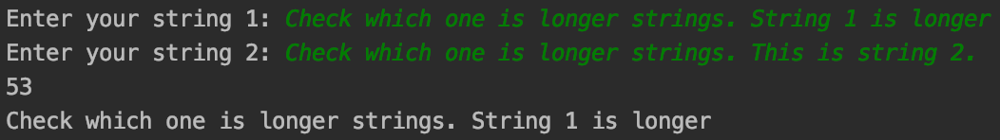 Enter your string 1: Check which one is longer strings. String 1 is longer
Enter your string 2: Check which one is longer strings. This is string 2.
53
Check which one is longer strings. String 1 is longer